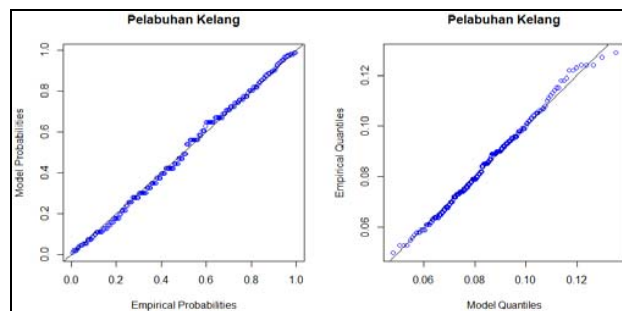 Pelabuhan Kelang
Model Probabilities
0.0 0.2 0.4 0.6 0.8 1.0
0.0 0.2 0.4 0.6 0.8 1.0
Empirical Probabilities
Pelabuhan Kelang
Empirical Quantiles
0.06 0.08 0.10 0.12
0.06 0.08 0.10 0.12
Model Quantiles